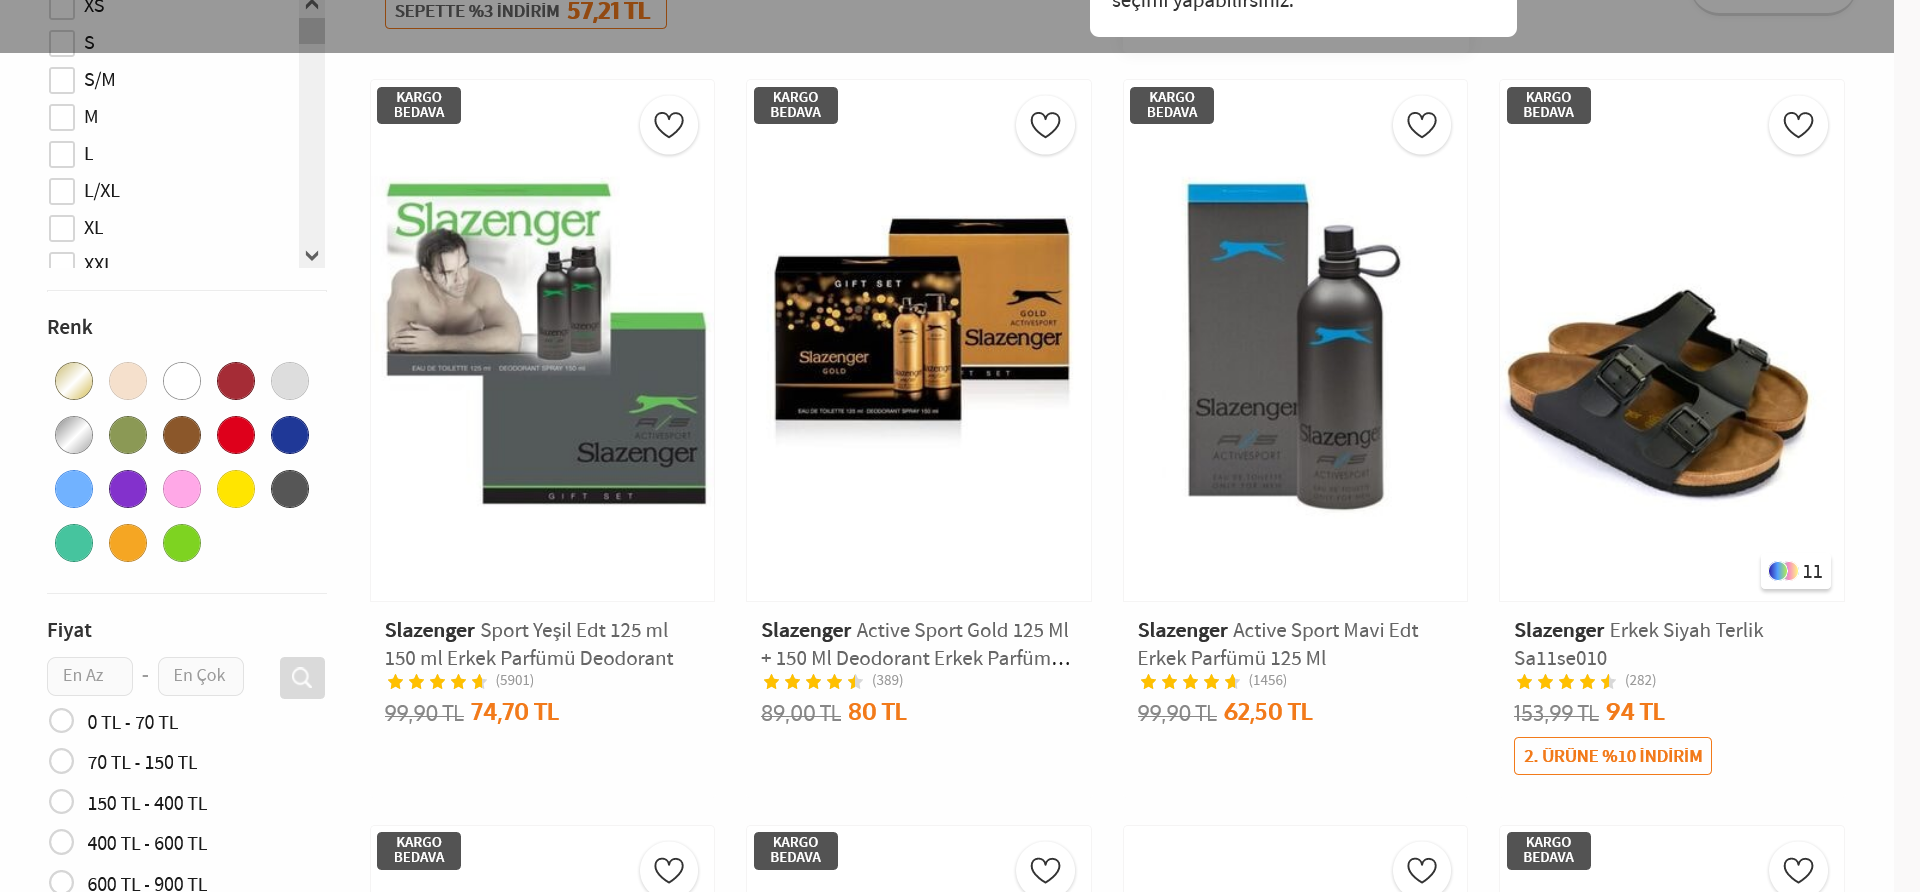 XS
S
S/M
M
L
L/XL
XL
XXL
Renk
Fiyat
En Az - En Çok
0 TL - 70 TL
70 TL - 150 TL
150 TL - 400 TL
400 TL - 600 TL
600 TL - 900 TL
SEPETTE %3 İNDİRİM 57,21 TL
seçimi yapabilirsiniz.
KARGO
BEDAVA
Slazenger
EAU DE TOILETTE 125 ml DEODORANT SPRAY 150 ml
A/S
ACTIVESPORT
Slazenger
GIFT SET
Slazenger Sport Yeşil Edt 125 ml
150 ml Erkek Parfümü Deodorant
(5901)
99,90 TL 74,70 TL
KARGO
BEDAVA
GIFT SET
GOLD
ACTIVESPORT
Slazenger
Slazenger
GOLD
EAU DE TOILETTE 125 ml DEODORANT SPRAY 150 ml
Slazenger Active Sport Gold 125 Ml
+ 150 Ml Deodorant Erkek Parfüm...
(389)
89,00 TL 80 TL
KARGO
BEDAVA
Slazenger
A/S
ACTIVESPORT
EAU DE TOILETTE
ONLY FOR MEN
Slazenger
A/S
ACTIVESPORT
Slazenger Active Sport Mavi Edt
Erkek Parfümü 125 Ml
(1456)
99,90 TL 62,50 TL
KARGO
BEDAVA
11
Slazenger Erkek Siyah Terlik
Sa11se010
(282)
153,99 TL 94 TL
2. ÜRÜNE %10 İNDİRİM
KARGO
BEDAVA
KARGO
BEDAVA
KARGO
BEDAVA